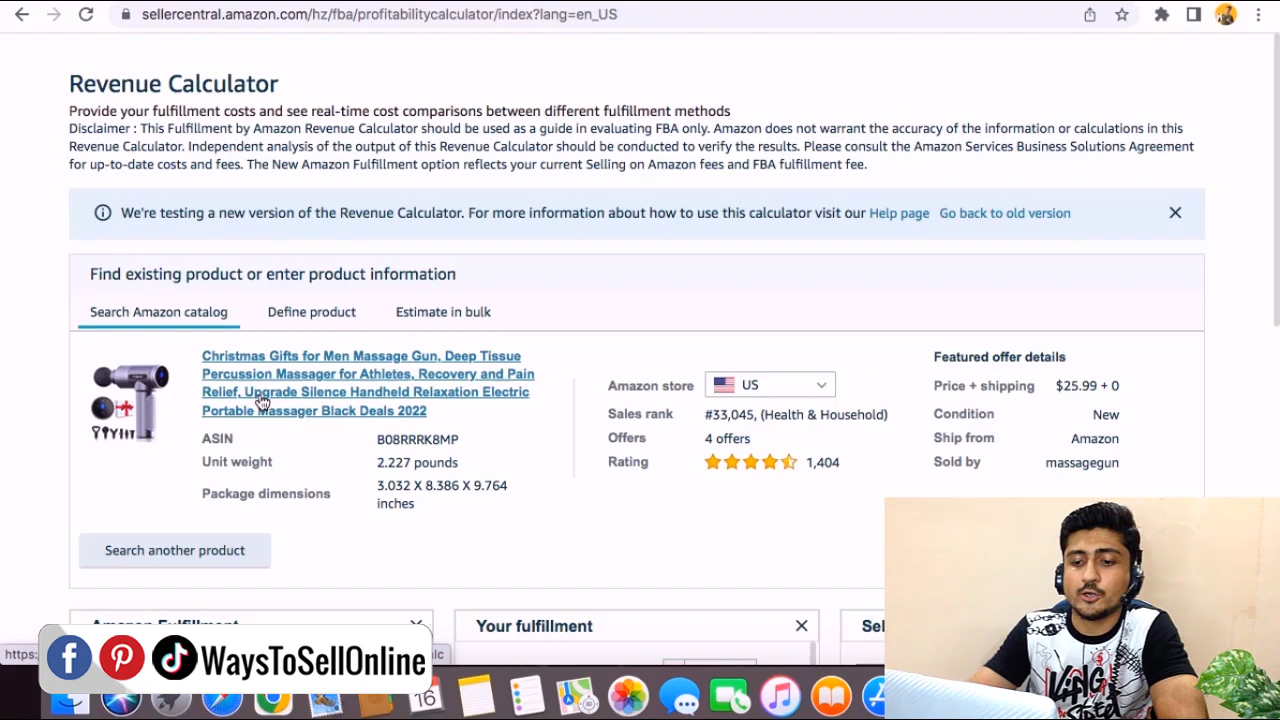 sellercentral.amazon.com/hz/fba/profitabilitycalculator/index?lang=en_US
Revenue Calculator
Provide your fulfillment costs and see real-time cost comparisons between different fulfillment methods
Disclaimer : This Fulfillment by Amazon Revenue Calculator should be used as a guide in evaluating FBA only. Amazon does not warrant the accuracy of the information or calculations in this
Revenue Calculator. Independent analysis of the output of this Revenue Calculator should be conducted to verify the results. Please consult the Amazon Services Business Solutions Agreement
for up-to-date costs and fees. The New Amazon Fulfillment option reflects your current Selling on Amazon fees and FBA fulfillment fee.
We're testing a new version of the Revenue Calculator. For more information about how to use this calculator visit our Help page Go back to old version
Find existing product or enter product information
Search Amazon catalog Define product Estimate in bulk
Christmas Gifts for Men Massage Gun, Deep Tissue
Percussion Massager for Athletes, Recovery and Pain
Relief, Upgrade Silence Handheld Relaxation Electric
Portable Massager Black Deals 2022
ASIN B08RRRK8MP
Unit weight 2.227 pounds
Package dimensions 3.032 X 8.386 X 9.764
inches
Amazon store US
Sales rank #33,045, (Health & Household)
Offers 4 offers
Rating 1,404
Featured offer details
Price + shipping $25.99 + 0
Condition New
Ship from Amazon
Sold by massagegun
Search another product
Amazon Fulfillment Your fulfillment Sel
https:
WaysToSellOnline
16